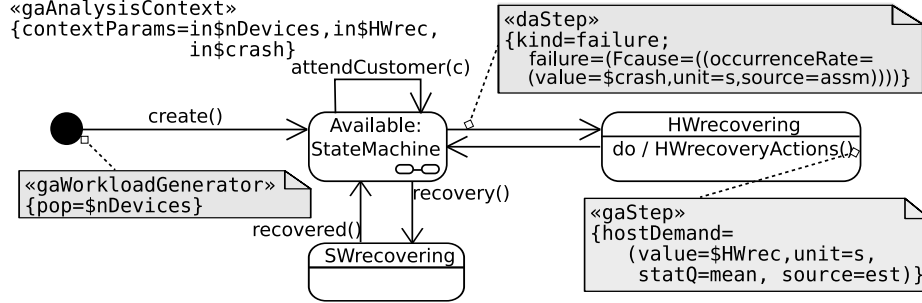 «gaAnalysisContext»
{contextParams=in$nDevices,in$HWrec,
in$crash}
«daStep»
{kind=failure;
failure=(Fcause=((occurrenceRate=
(value=$crash,unit=s,source=assm))))}
attendCustomer(c)
create()
Available:
StateMachine
HWrecovering
do / HWrecoveryActions()
«gaWorkloadGenerator»
{pop=$nDevices}
recovery()
recovered()
SWrecovering
«gaStep»
{hostDemand=
(value=$HWrec,unit=s,
statQ=mean, source=est)}